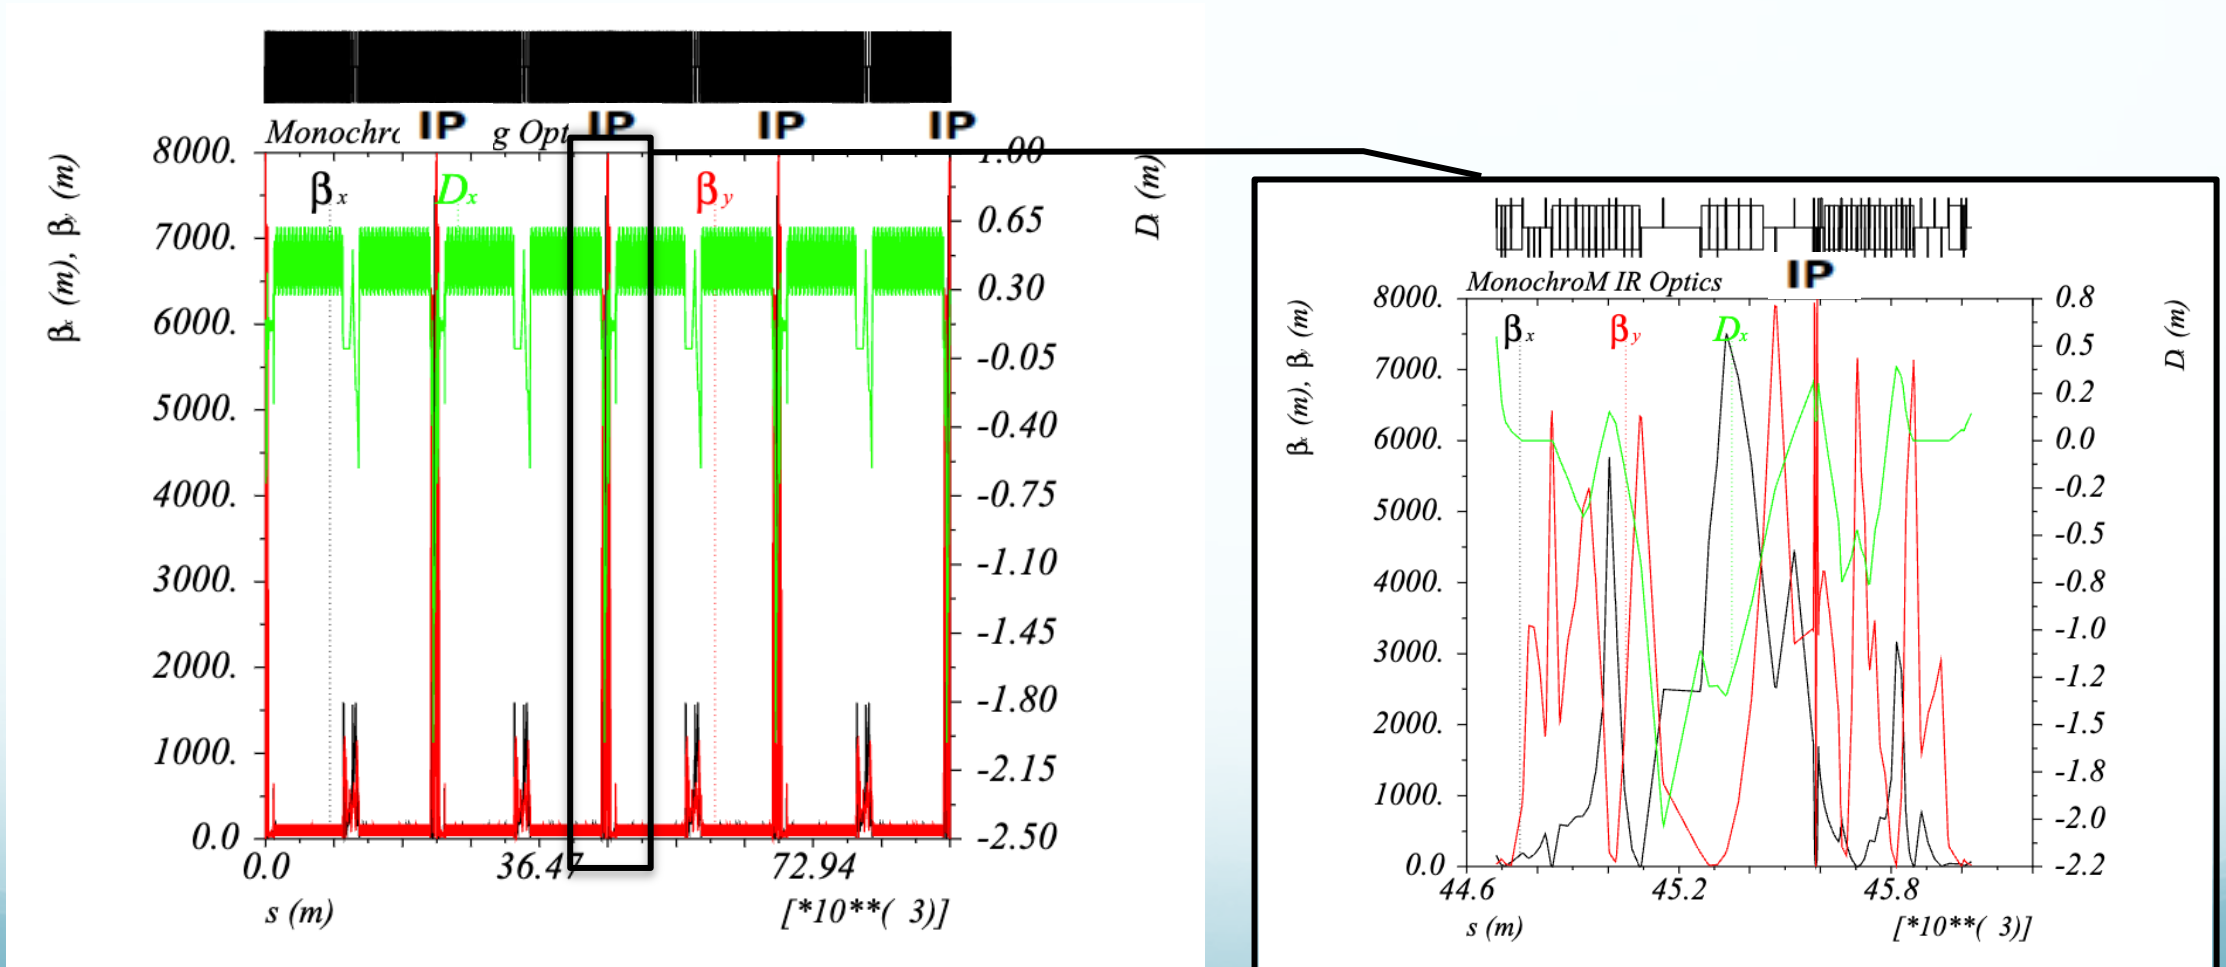 IP IP IP IP
Monochro g Opt
8000. 1.00
βx Dx βy
7000. 0.65
6000. 0.30
5000. -0.05
4000. -0.40
3000. -0.75
2000. -1.10
1000. -1.45
0.0 -1.80
-2.15
-2.50
0.0 36.47 72.94
s (m) [*10**( 3)]
βx (m), βy (m)
Dx (m)
IP
MonochroM IR Optics
βx βy Dx
8000. 0.8
7000. 0.5
6000. 0.2
5000. 0.0
4000. -0.2
3000. -0.5
2000. -0.8
1000. -1.0
0.0 -1.2
-1.5
-1.8
-2.0
-2.2
44.6 45.2 45.8
s (m) [*10**( 3)]
βx (m), βy (m)
Dx (m)